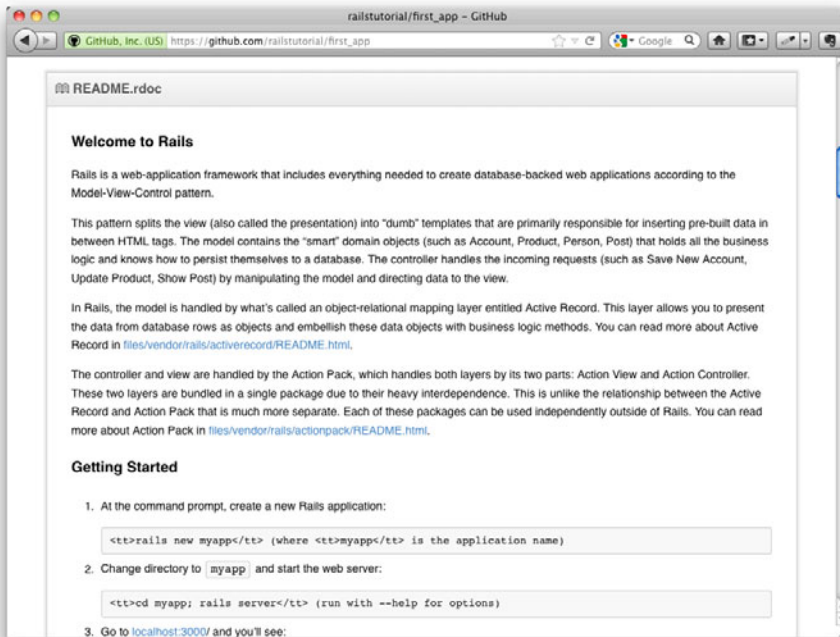 railstutorial/first_app – GitHub
GitHub, Inc. (US) https://github.com/railstutorial/first_app
Google
README.rdoc
Welcome to Rails
Rails is a web-application framework that includes everything needed to create database-backed web applications according to the
Model-View-Control pattern.
This pattern splits the view (also called the presentation) into “dumb” templates that are primarily responsible for inserting pre-built data in
between HTML tags. The model contains the “smart” domain objects (such as Account, Product, Person, Post) that holds all the business
logic and knows how to persist themselves to a database. The controller handles the incoming requests (such as Save New Account,
Update Product, Show Post) by manipulating the model and directing data to the view.
In Rails, the model is handled by what’s called an object-relational mapping layer entitled Active Record. This layer allows you to present
the data from database rows as objects and embellish these data objects with business logic methods. You can read more about Active
Record in files/vendor/rails/activerecord/README.html.
The controller and view are handled by the Action Pack, which handles both layers by its two parts: Action View and Action Controller.
These two layers are bundled in a single package due to their heavy interdependence. This is unlike the relationship between the Active
Record and Action Pack that is much more separate. Each of these packages can be used independently outside of Rails. You can read
more about Action Pack in files/vendor/rails/actionpack/README.html.
Getting Started
1. At the command prompt, create a new Rails application:
<tt>rails new myapp</tt> (where <tt>myapp</tt> is the application name)
2. Change directory to myapp and start the web server:
<tt>cd myapp; rails server</tt> (run with --help for options)
3. Go to localhost:3000/ and you’ll see: